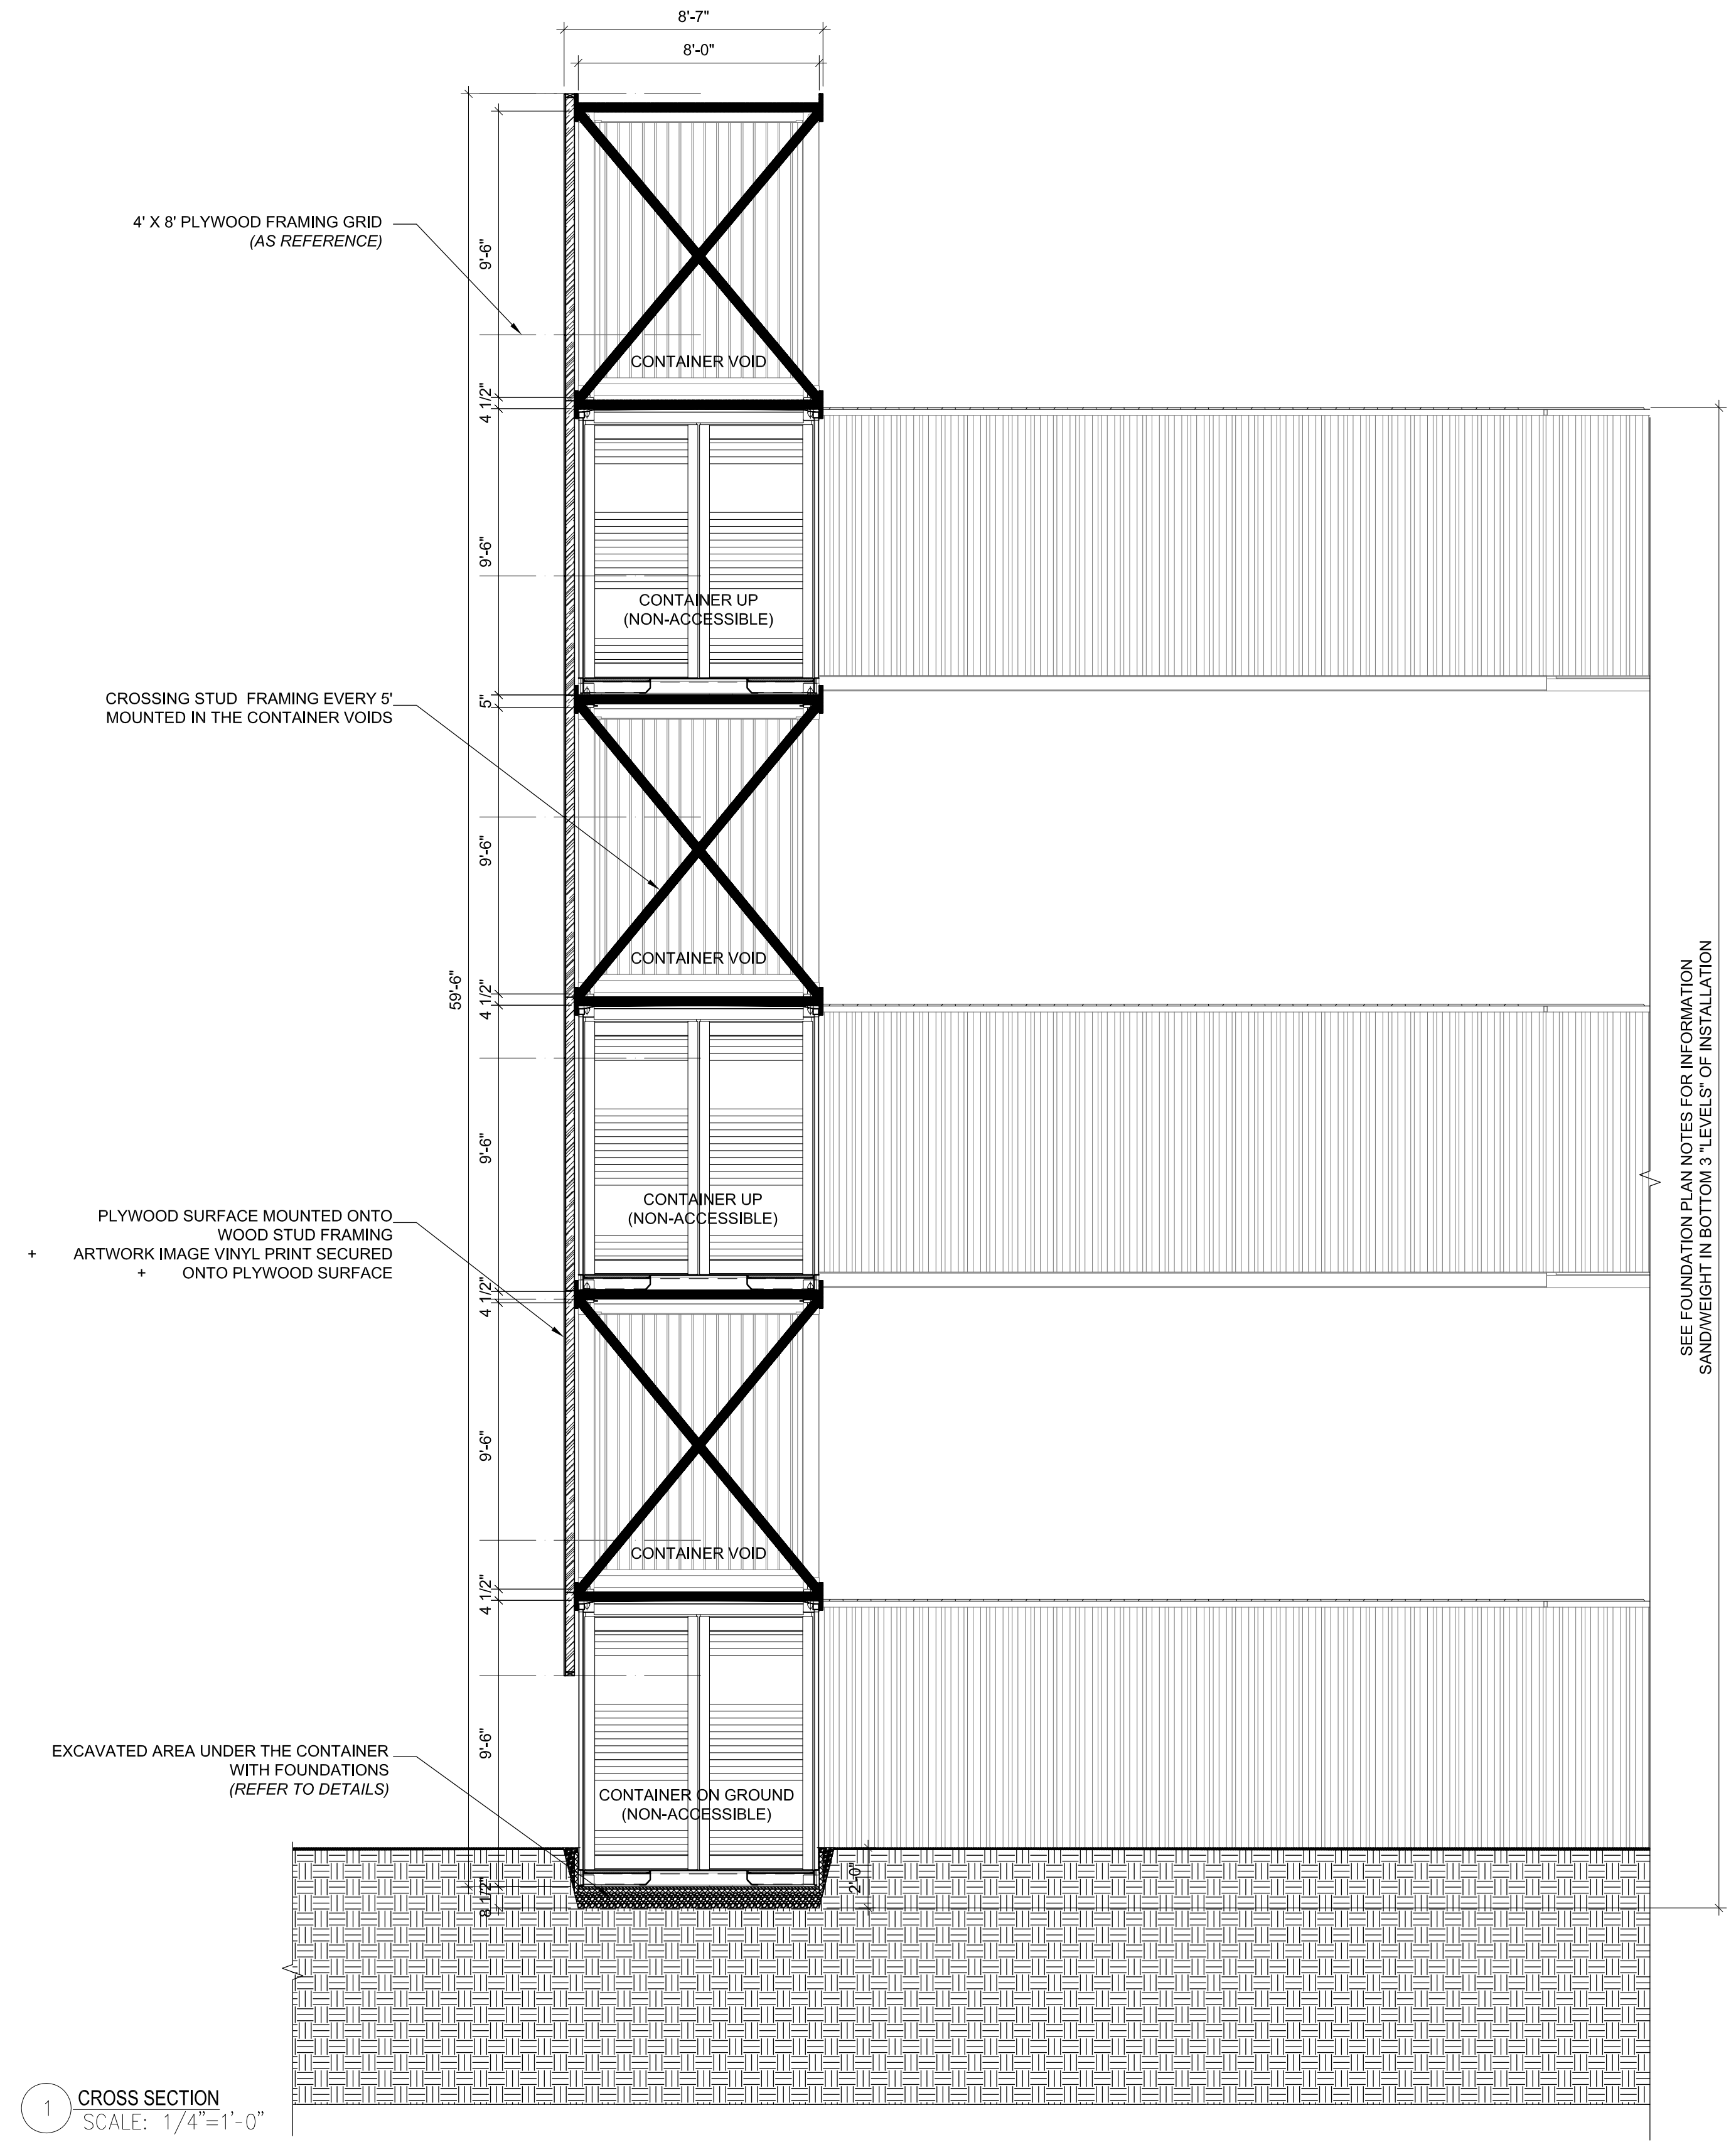 8'-7"
8'-0"
4' X 8' PLYWOOD FRAMING GRID
(AS REFERENCE)
9'-6"
CONTAINER VOID
4 1/2"
9'-6"
CONTAINER UP
(NON-ACCESSIBLE)
CROSSING STUD FRAMING EVERY 5'
MOUNTED IN THE CONTAINER VOIDS
5"
9'-6"
CONTAINER VOID
59'-6"
4 1/2"
SEE FOUNDATION PLAN NOTES FOR INFORMATION
SAND/WEIGHT IN BOTTOM 3 "LEVELS" OF INSTALLATION
9'-6"
CONTAINER UP
(NON-ACCESSIBLE)
PLYWOOD SURFACE MOUNTED ONTO
WOOD STUD FRAMING
+ ARTWORK IMAGE VINYL PRINT SECURED
+ ONTO PLYWOOD SURFACE
4 1/2"
9'-6"
CONTAINER VOID
4 1/2"
9'-6"
EXCAVATED AREA UNDER THE CONTAINER
WITH FOUNDATIONS
(REFER TO DETAILS)
CONTAINER ON GROUND
(NON-ACCESSIBLE)
8 1/2"
2'-0"
1 CROSS SECTION
SCALE: 1/4"=1'-0"